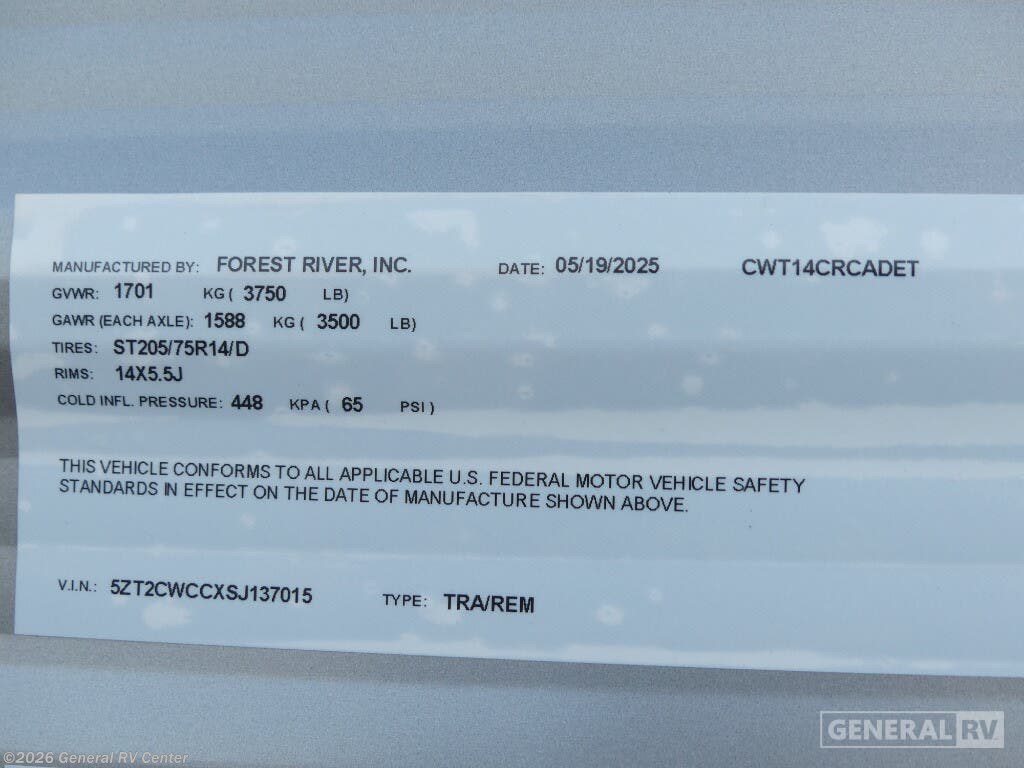 MANUFACTURED BY: FOREST RIVER, INC. DATE: 05/19/2025 CWT14CRCADET
GVWR: 1701 KG ( 3750 LB)
GAWR (EACH AXLE): 1588 KG ( 3500 LB)
TIRES: ST205/75R14/D
RIMS: 14X5.5J
COLD INFL. PRESSURE: 448 KPA ( 65 PSI )
THIS VEHICLE CONFORMS TO ALL APPLICABLE U.S. FEDERAL MOTOR VEHICLE SAFETY
STANDARDS IN EFFECT ON THE DATE OF MANUFACTURE SHOWN ABOVE.
V.I.N.: 5ZT2CWCCXSJ137015 TYPE: TRA/REM
GENERAL RV
©2026 General RV Center